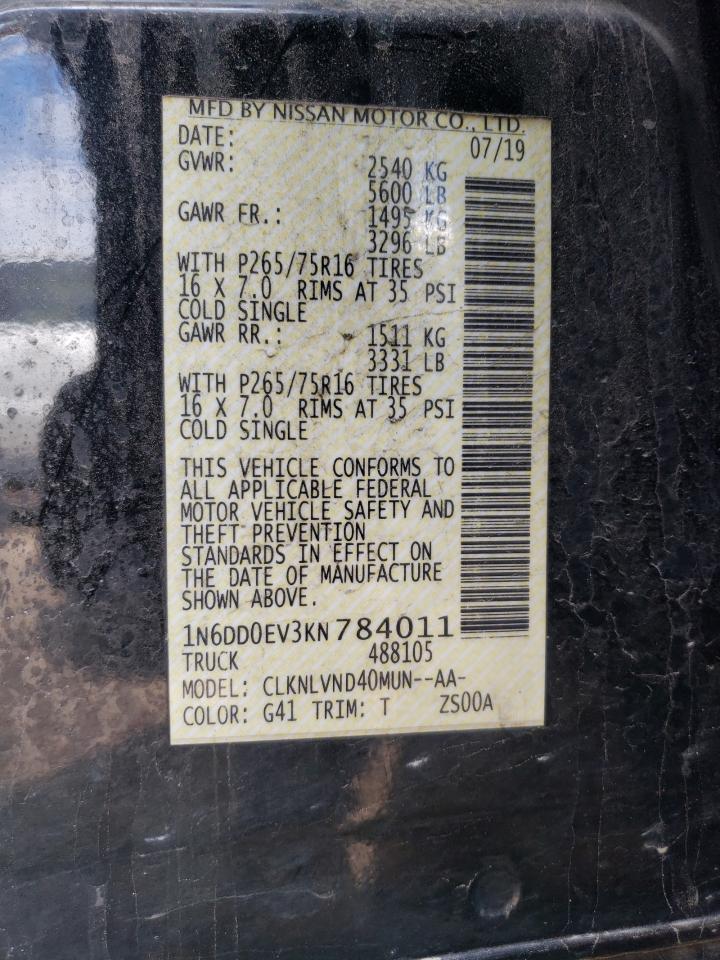 MFD BY NISSAN MOTOR CO., LTD.
DATE: 07/19
GVWR: 2540 KG
5600 LB
GAWR FR.: 1495 KG
3296 LB
WITH P265/75R16 TIRES
16 X 7.0 RIMS AT 35 PSI
COLD SINGLE
GAWR RR.: 1511 KG
3331 LB
WITH P265/75R16 TIRES
16 X 7.0 RIMS AT 35 PSI
COLD SINGLE
THIS VEHICLE CONFORMS TO
ALL APPLICABLE FEDERAL
MOTOR VEHICLE SAFETY AND
THEFT PREVENTION
STANDARDS IN EFFECT ON
THE DATE OF MANUFACTURE
SHOWN ABOVE.
1N6DD0EV3KN784011
TRUCK 488105
MODEL: CLKNLVND40MUN--AA-
COLOR: G41 TRIM: T ZS00A